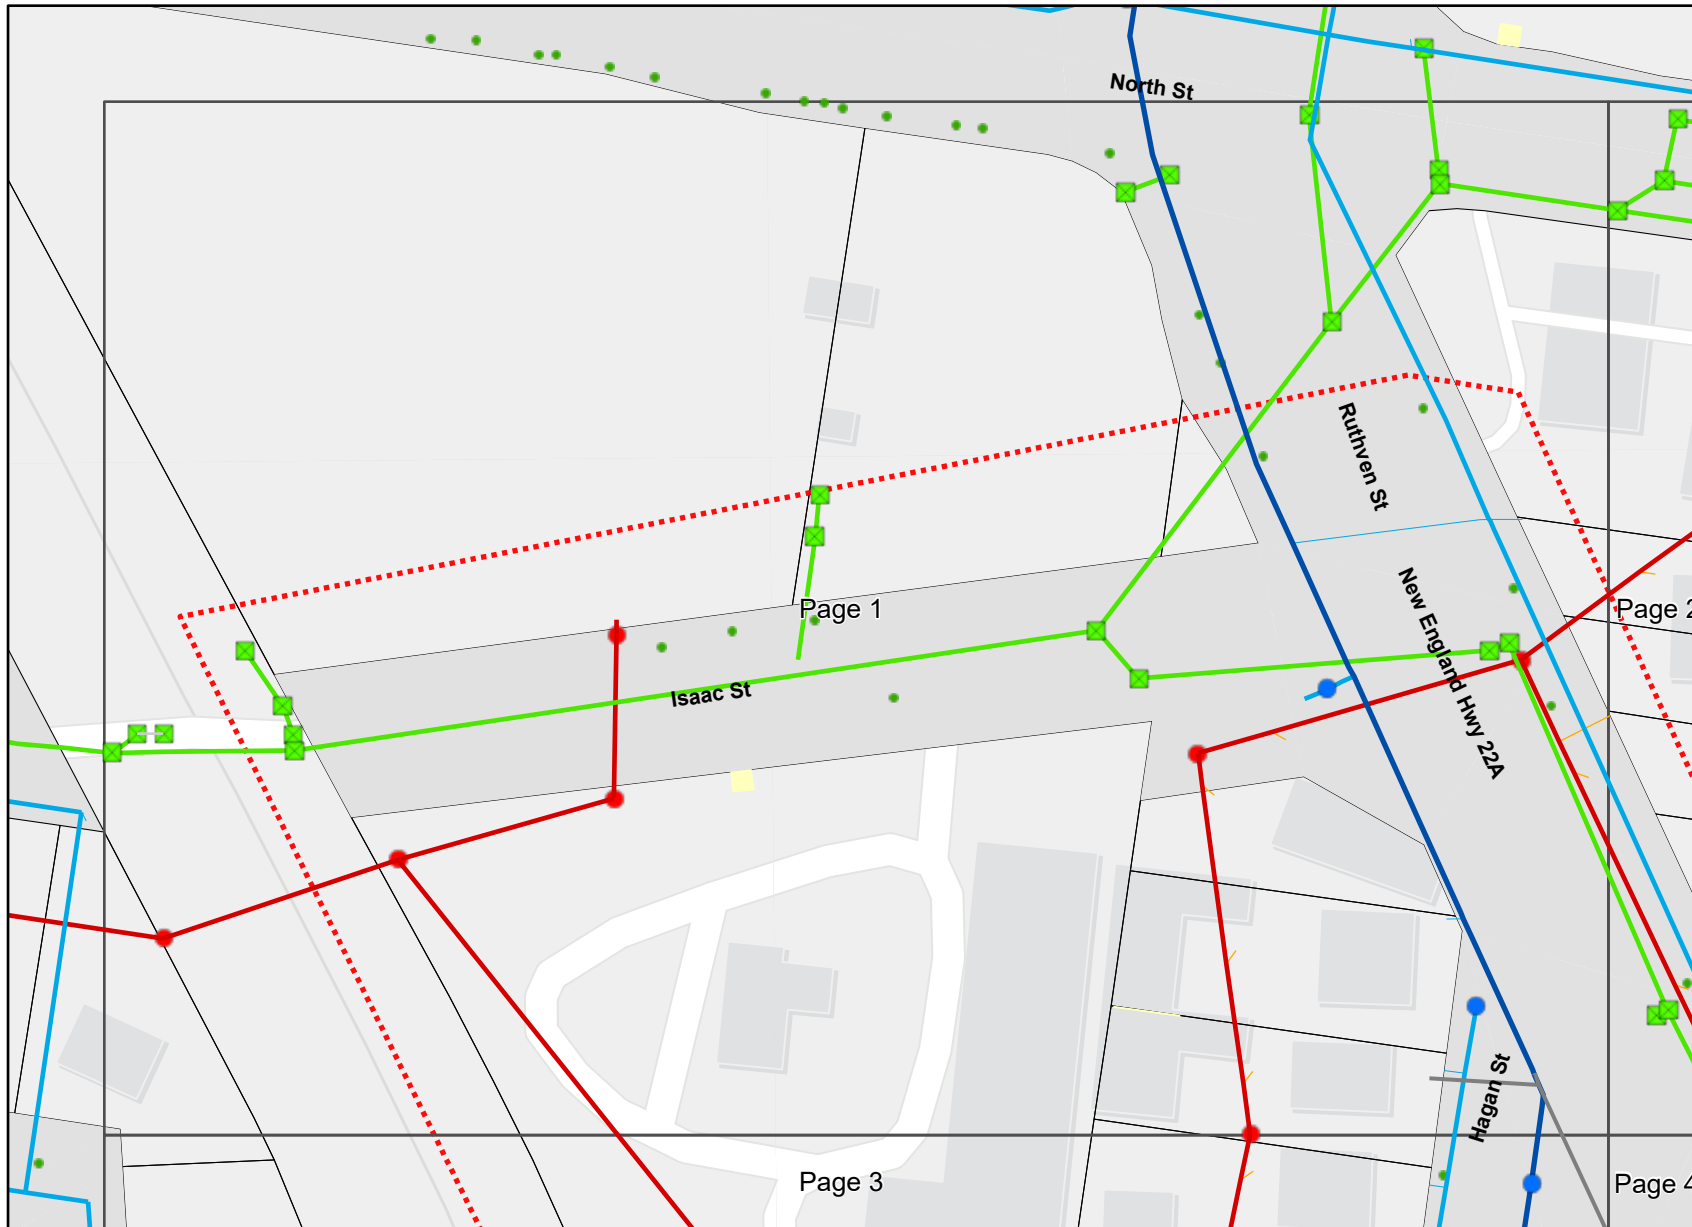 North St
Ruthven St
New England Hwy 22A
Page 1
Page 2
Isaac St
Hagan St
Page 3
Page 4